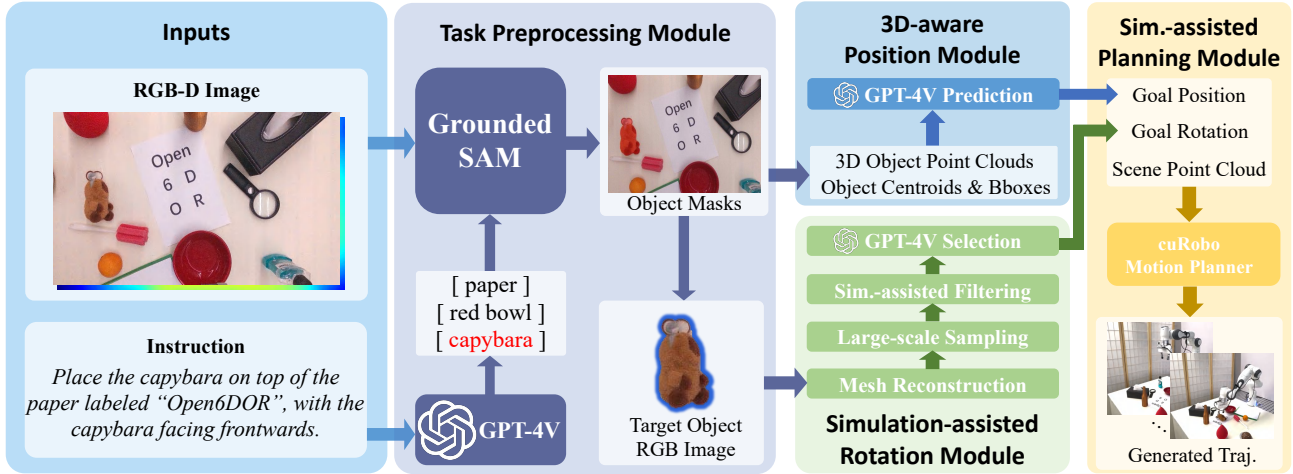 Inputs
RGB-D Image
Open
6 D
O R
Instruction
Place the capybara on top of the
paper labeled “Open6DOR”, with the
capybara facing frontwards.
Task Preprocessing Module
Grounded
SAM
[ paper ]
[ red bowl ]
[ capybara ]
GPT-4V
Open
6 D
O R
Object Masks
Target Object
RGB Image
3D-aware
Position Module
GPT-4V Prediction
3D Object Point Clouds
Object Centroids & Bboxes
GPT-4V Selection
Sim.-assisted Filtering
Large-scale Sampling
Mesh Reconstruction
Simulation-assisted
Rotation Module
Sim.-assisted
Planning Module
Goal Position
Goal Rotation
Scene Point Cloud
cuRobo
Motion Planner
...
Generated Traj.